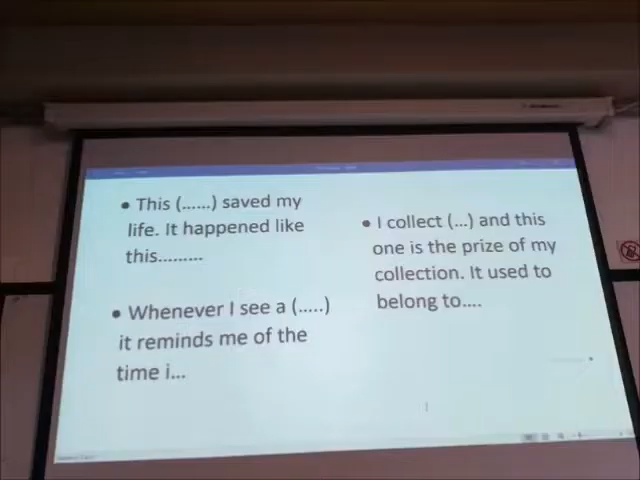 • This (......) saved my
life. It happened like
this.........
• Whenever I see a (.....)
it reminds me of the
time i...
• I collect (...) and this
one is the prize of my
collection. It used to
belong to....